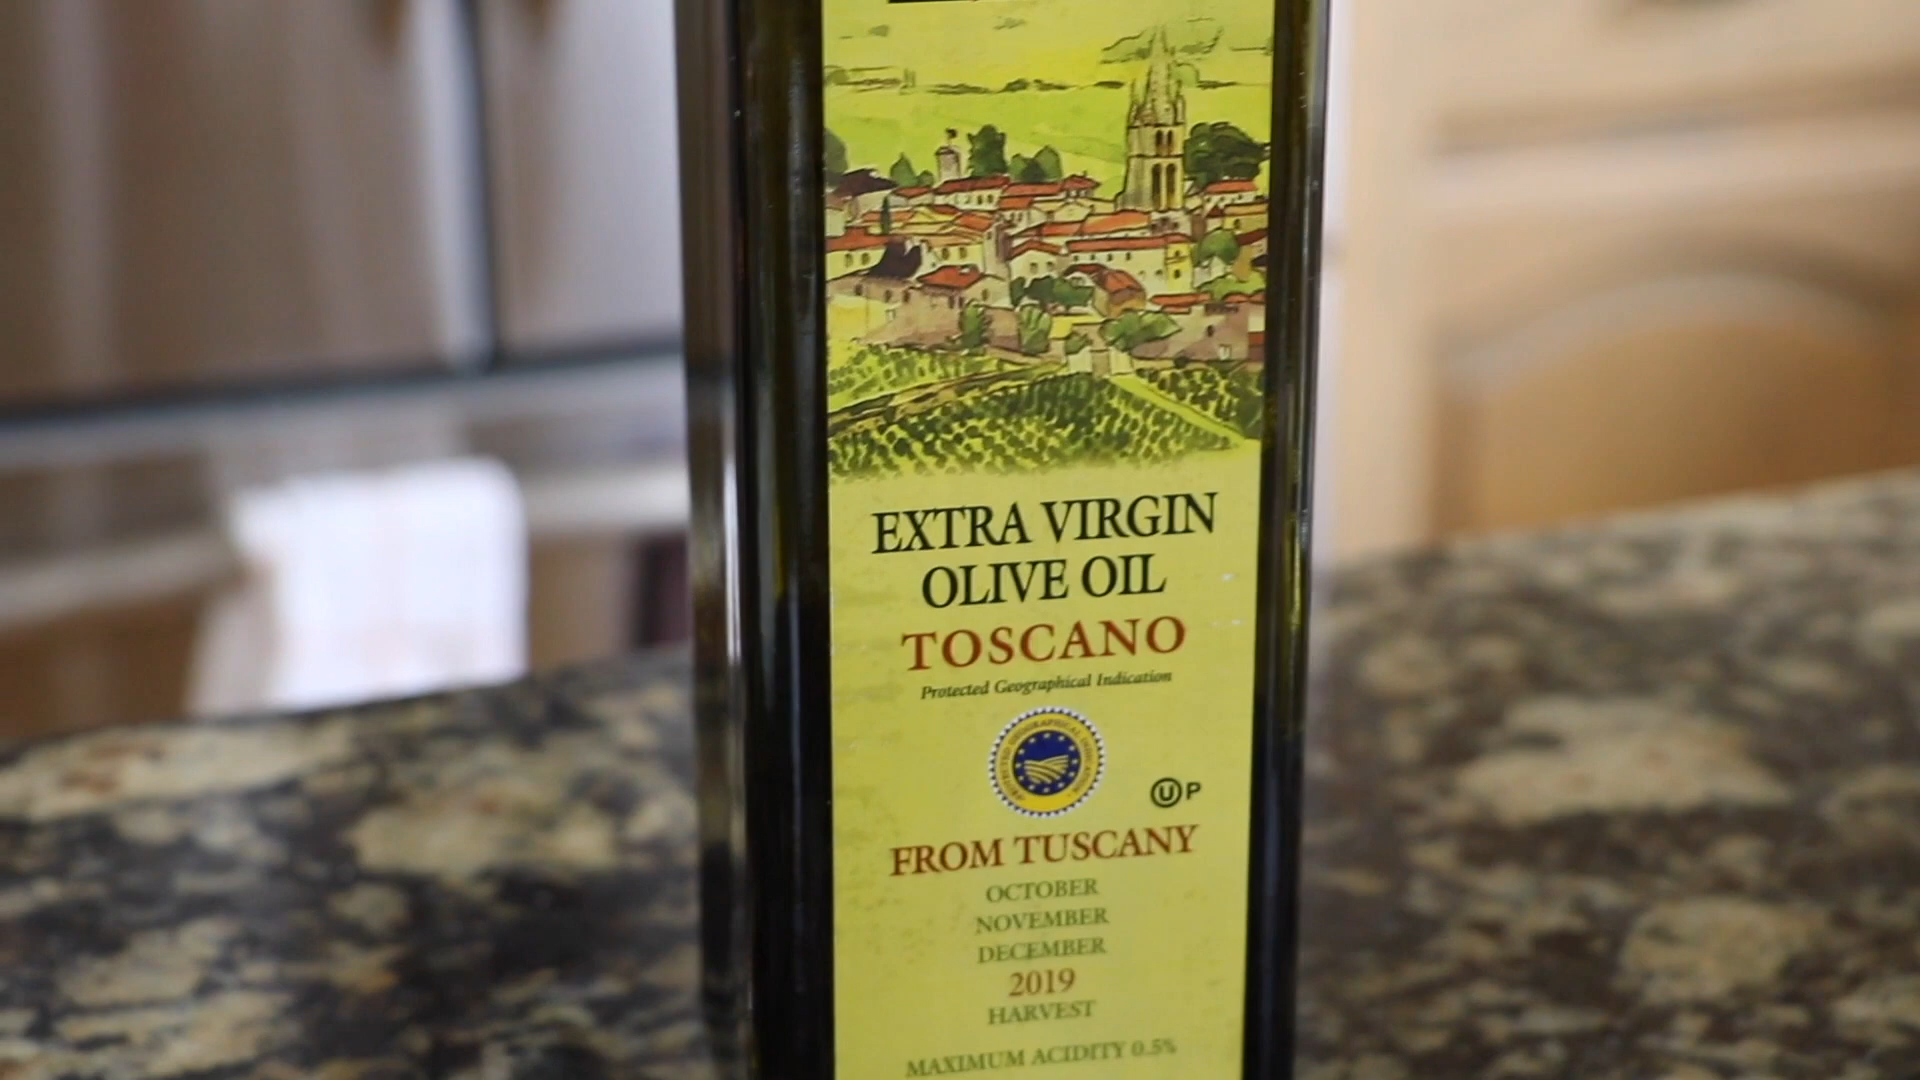 EXTRA VIRGIN
OLIVE OIL
TOSCANO
Protected Geographical Indication
U P
FROM TUSCANY
OCTOBER
NOVEMBER
DECEMBER
2019
HARVEST
MAXIMUM ACIDITY 0.5%